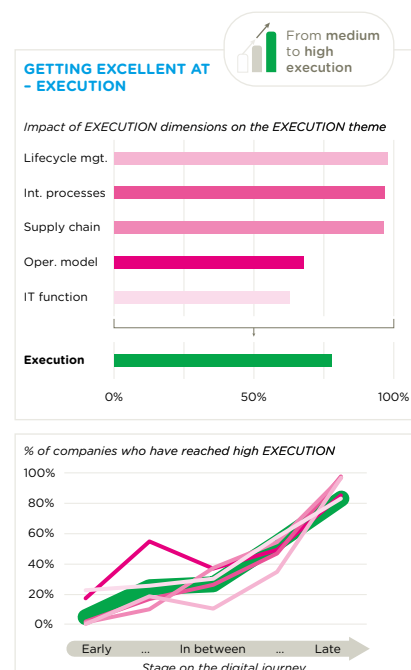 From medium
to high
execution
GETTING EXCELLENT AT
– EXECUTION
Impact of EXECUTION dimensions on the EXECUTION theme
Lifecycle mgt.
Int. processes
Supply chain
Oper. model
IT function
Execution
0% 50% 100%
% of companies who have reached high EXECUTION
100%
80%
60%
40%
20%
0%
Early ... In between ... Late
Stage on the digital journey